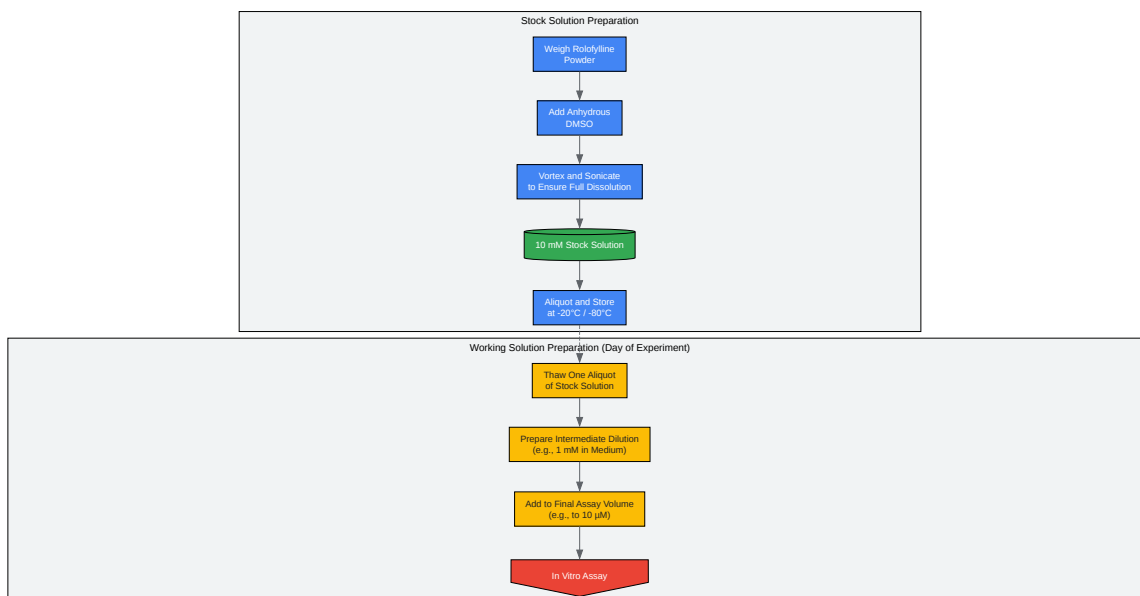 Stock Solution Preparation
Weigh Rolofylline
Powder
Add Anhydrous
DMSO
Vortex and Sonicate
to Ensure Full Dissolution
10 mM Stock Solution
Aliquot and Store
at -20°C / -80°C
Working Solution Preparation (Day of Experiment)
Thaw One Aliquot
of Stock Solution
Prepare Intermediate Dilution
(e.g., 1 mM in Medium)
Add to Final Assay Volume
(e.g., to 10 µM)
In Vitro Assay